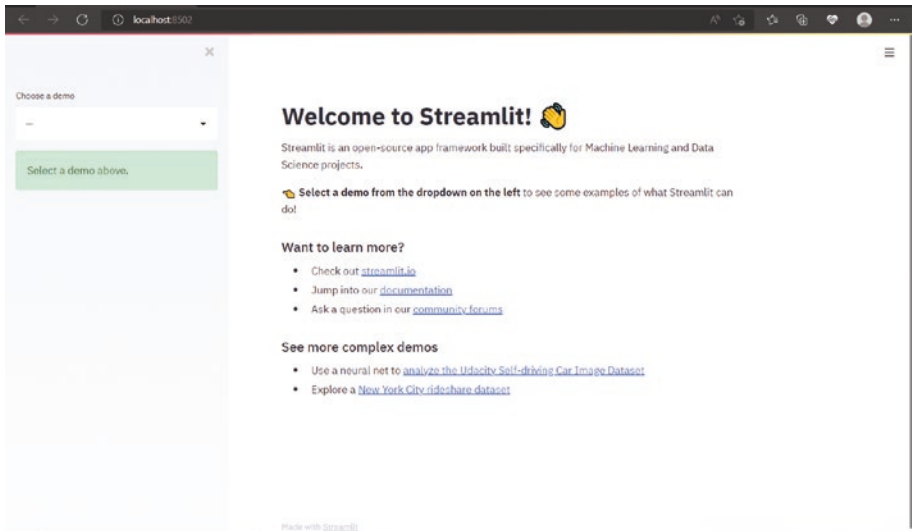 localhost:8502
Choose a demo
--
Select a demo above.
Welcome to Streamlit! 👋
Streamlit is an open-source app framework built specifically for Machine Learning and Data
Science projects.
👈 Select a demo from the dropdown on the left to see some examples of what Streamlit can
do!
Want to learn more?
• Check out streamlit.io
• Jump into our documentation
• Ask a question in our community forums
See more complex demos
• Use a neural net to analyze the Udacity Self-driving Car Image Dataset
• Explore a New York City rideshare dataset
Made with Streamlit